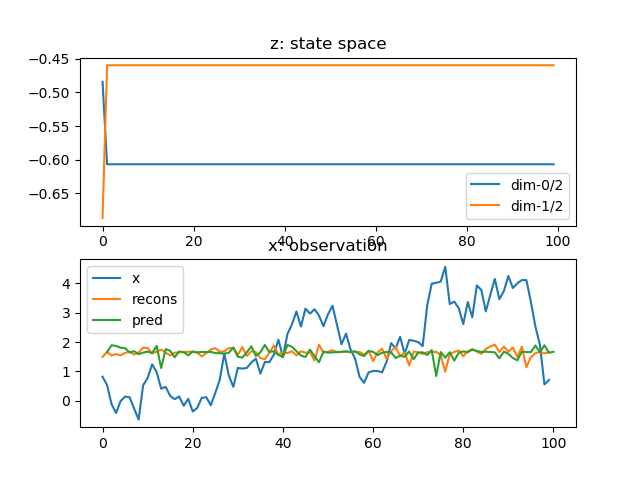 z: state space
−0.45
−0.50
−0.55
−0.60
−0.65
dim-0/2
dim-1/2
0 20 40 60 80 100
x: observation
4
3
2
1
0
x
recons
pred
0 20 40 60 80 100